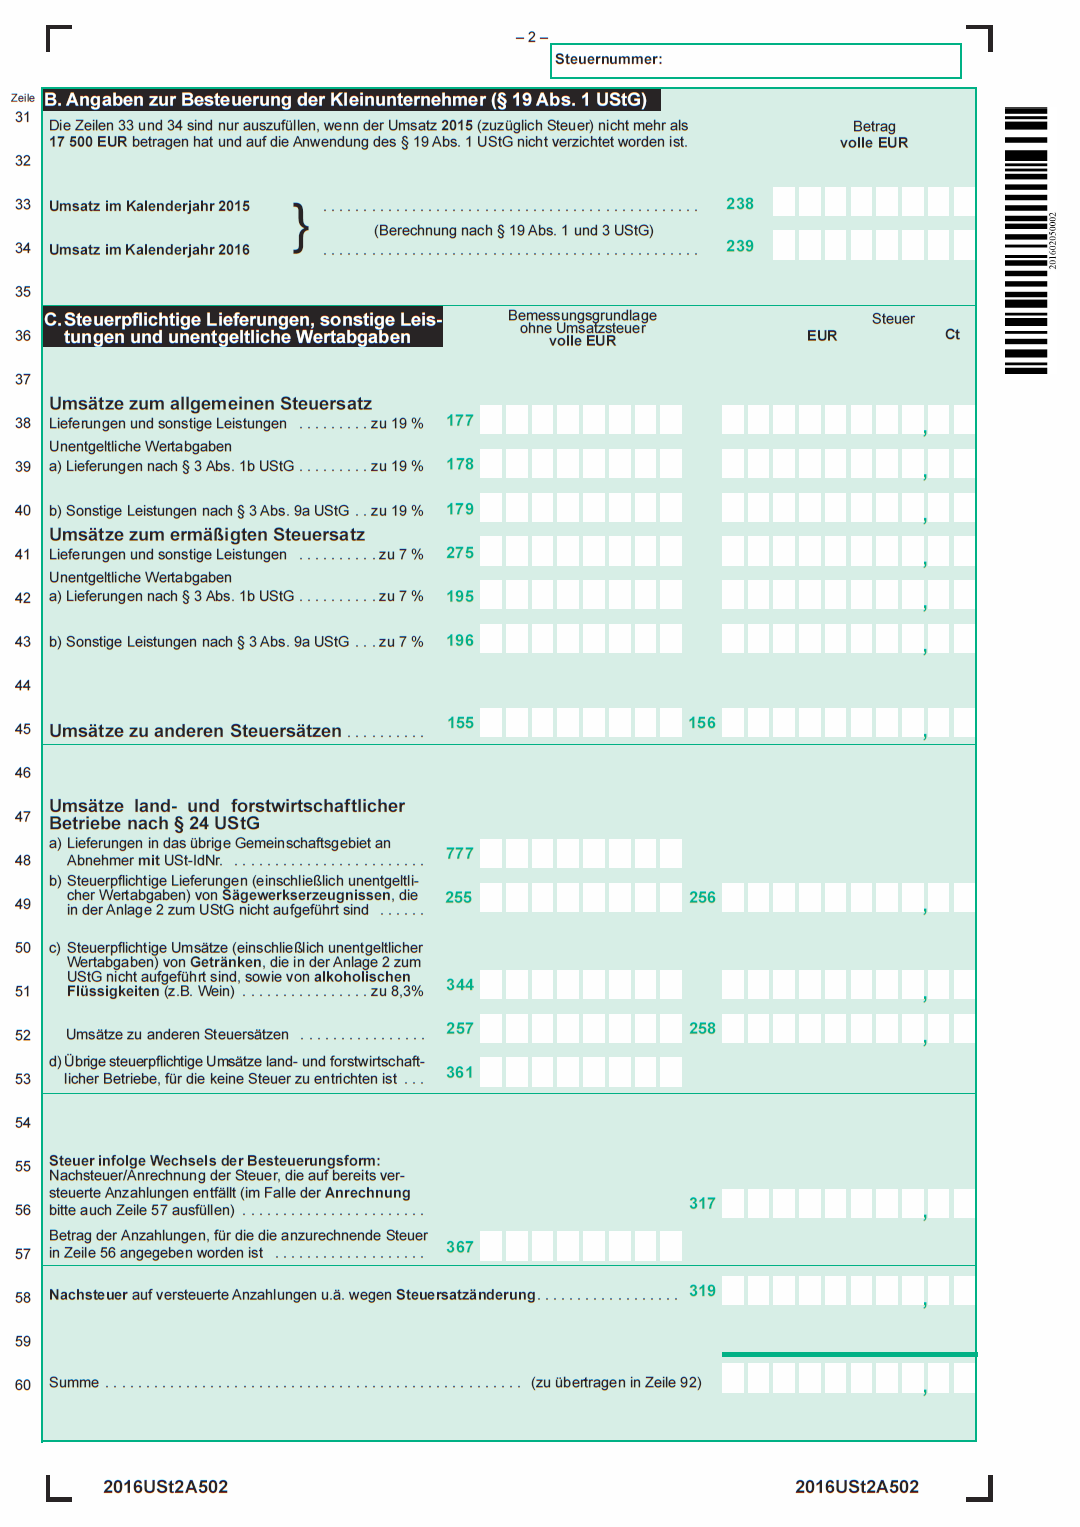 – 2 –
Steuernummer:
Zeile
B. Angaben zur Besteuerung der Kleinunternehmer (§ 19 Abs. 1 UStG)
31
Die Zeilen 33 und 34 sind nur auszufüllen, wenn der Umsatz 2015 (zuzüglich Steuer) nicht mehr als
17 500 EUR betragen hat und auf die Anwendung des § 19 Abs. 1 UStG nicht verzichtet worden ist.
Betrag
volle EUR
32
33 Umsatz im Kalenderjahr 2015 } . . . . . . . . . . . . . . . . . . . . . . . . . . . . . . . . . . . . . . . . . . . . . . . 238
(Berechnung nach § 19 Abs. 1 und 3 UStG)
34 Umsatz im Kalenderjahr 2016 . . . . . . . . . . . . . . . . . . . . . . . . . . . . . . . . . . . . . . . . . . . . . . . 239
35
C. Steuerpflichtige Lieferungen, sonstige Leis-
36 tungen und unentgeltliche Wertabgaben
Bemessungsgrundlage
ohne Umsatzsteuer
volle EUR
Steuer
EUR Ct
37
Umsätze zum allgemeinen Steuersatz
38 Lieferungen und sonstige Leistungen . . . . . . . . . zu 19 % 177 ,
Unentgeltliche Wertabgaben
39 a) Lieferungen nach § 3 Abs. 1b UStG . . . . . . . . . zu 19 % 178 ,
40 b) Sonstige Leistungen nach § 3 Abs. 9a UStG . . zu 19 % 179 ,
Umsätze zum ermäßigten Steuersatz
41 Lieferungen und sonstige Leistungen . . . . . . . . . . zu 7 % 275 ,
Unentgeltliche Wertabgaben
42 a) Lieferungen nach § 3 Abs. 1b UStG . . . . . . . . . . zu 7 % 195 ,
43 b) Sonstige Leistungen nach § 3 Abs. 9a UStG . . . zu 7 % 196 ,
44
45 Umsätze zu anderen Steuersätzen . . . . . . . . . . 155 156 ,
46
47 Umsätze land- und forstwirtschaftlicher
Betriebe nach § 24 UStG
a) Lieferungen in das übrige Gemeinschaftsgebiet an
48 Abnehmer mit USt-IdNr. . . . . . . . . . . . . . . . . . . . . . . . . 777
b) Steuerpflichtige Lieferungen (einschließlich unentgeltli-
cher Wertabgaben) von Sägewerkserzeugnissen, die
49 in der Anlage 2 zum UStG nicht aufgeführt sind . . . . . . 255 256 ,
50 c) Steuerpflichtige Umsätze (einschließlich unentgeltlicher
Wertabgaben) von Getränken, die in der Anlage 2 zum
UStG nicht aufgeführt sind, sowie von alkoholischen
51 Flüssigkeiten (z.B. Wein) . . . . . . . . . . . . . . . . zu 8,3% 344 ,
52 Umsätze zu anderen Steuersätzen . . . . . . . . . . . . . . . . 257 258 ,
d) Übrige steuerpflichtige Umsätze land- und forstwirtschaft-
53 licher Betriebe, für die keine Steuer zu entrichten ist . . . 361
54
55 Steuer infolge Wechsels der Besteuerungsform:
Nachsteuer/Anrechnung der Steuer, die auf bereits ver-
steuerte Anzahlungen entfällt (im Falle der Anrechnung
56 bitte auch Zeile 57 ausfüllen) . . . . . . . . . . . . . . . . . . . . . . . 317 ,
Betrag der Anzahlungen, für die die anzurechnende Steuer
57 in Zeile 56 angegeben worden ist . . . . . . . . . . . . . . . . . . . 367
58 Nachsteuer auf versteuerte Anzahlungen u.ä. wegen Steuersatzänderung . . . . . . . . . . . . . . . . . . 319 ,
59
60 Summe . . . . . . . . . . . . . . . . . . . . . . . . . . . . . . . . . . . . . . . . . . . . . . . . . . . . (zu übertragen in Zeile 92) ,
201602050002
2016USt2A502 2016USt2A502